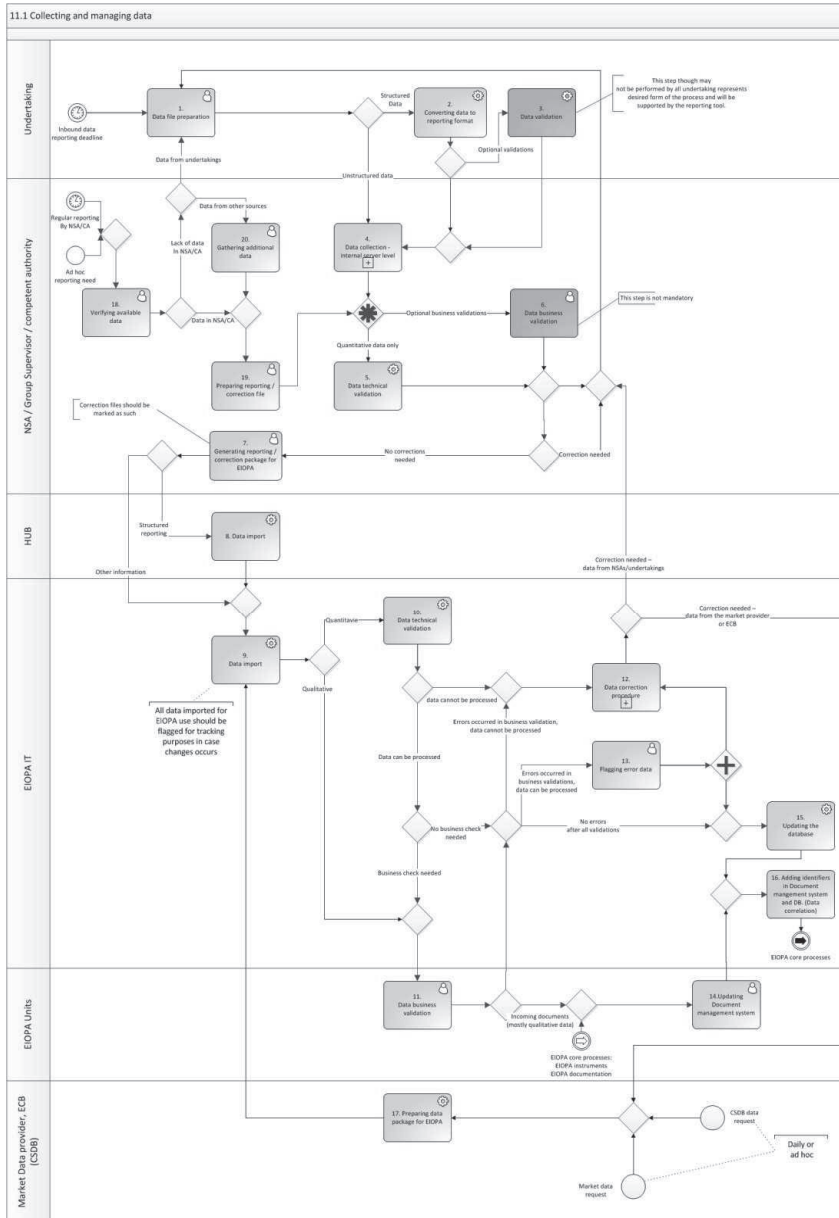 11.1 Collecting and managing data
Undertaking
Inbound data
reporting deadline
1.
Data file preparation
Structured
Data
2.
Converting data to
reporting format
3.
Data validation
This step though may
not be performed by all undertaking represents
desired form of the process and will be
supported by the reporting tool.
Optional validations
Data from undertakings
Unstructured data
NSA / Group Supervisor / competent authority
Regular reporting
By NSA/CA
Ad hoc
reporting need
Data from other sources
Lack of data
In NSA/CA
20.
Gathering additional
data
4.
Data collection -
internal server level
18.
Verifying available
data
Data in NSA/CA
Optional business validations
6.
Data business
validation
This step is not mandatory
Quantitative data only
19.
Preparing reporting /
correction file
5.
Data technical
validation
Correction files should be
marked as such
7.
Generating reporting /
correction package for
EIOPA
No corrections
needed
Correction needed
HUB
Structured
reporting
8. Data import
Other information
Correction needed –
data from NSAs/undertakings
EIOPA IT
Correction needed –
data from the market provider
or ECB
Quantitavie
10.
Data technical
validation
9.
Data import
Qualitative
All data imported for
EIOPA use should be
flagged for tracking
purposes in case
changes occurs
data cannot be processed
12.
Data correction
procedure
Errors occurred in business validation,
data cannot be processed
Data can be processed
Errors occurred in
business validations,
data can be processed
13.
Flagging error data
No business check
needed
No errors
after all validations
15.
Updating the
database
Business check needed
16. Adding identifiers
in Document
mangement system
and DB. (Data
correlation)
EIOPA core processes
EIOPA Units
11.
Data business
validation
Incoming documents
(mostly qualitative data)
14.Updating
Document
management system
EIOPA core processes:
EIOPA instruments
EIOPA documentation
Market Data provider, ECB
(CSDB)
17. Preparing data
package for EIOPA
CSDB data
request
Daily or
ad hoc
Market data
request